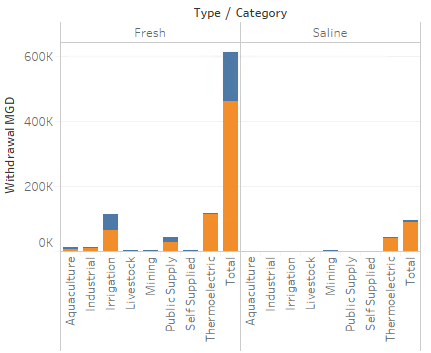 Type / Category
Fresh Saline
Withdrawal MGD
600K
400K
200K
0K
Aquaculture
Industrial
Irrigation
Livestock
Mining
Public Supply
Self Supplied
Thermoelectric
Total
Aquaculture
Industrial
Irrigation
Livestock
Mining
Public Supply
Self Supplied
Thermoelectric
Total